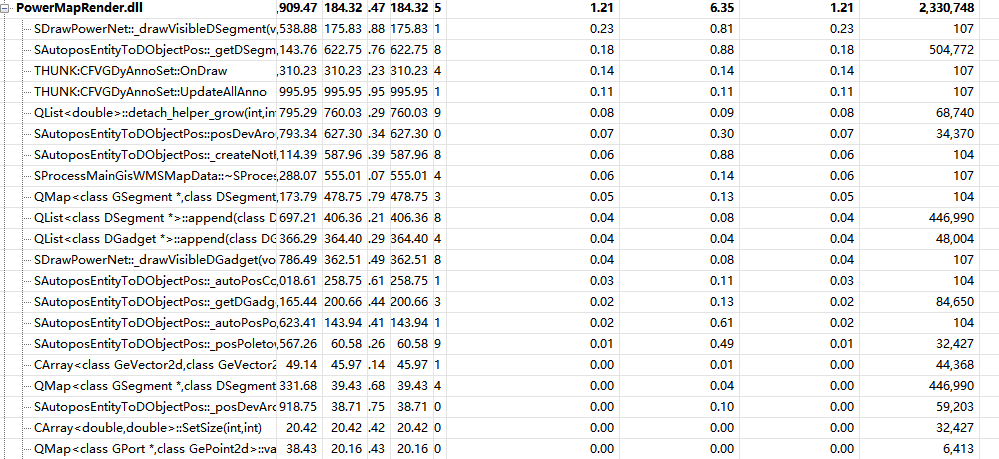 PowerMapRender.dll ,909.47 184.32 .47 184.32 5 1.21 6.35 1.21 2,330,748
SDrawPowerNet::_drawVisibleDSegment(v ,538.88 175.83 .88 175.83 1 0.23 0.81 0.23 107
SAutoposEntityToDObjectPos::_getDSegm ,143.76 622.75 .76 622.75 8 0.18 0.88 0.18 504,772
THUNK:CFVGDyAnnoSet::OnDraw ,310.23 310.23 .23 310.23 4 0.14 0.14 0.14 107
THUNK:CFVGDyAnnoSet::UpdateAllAnno 995.95 995.95 .95 995.95 1 0.11 0.11 0.11 107
QList<double>::detach_helper_grow(int,in ,795.29 760.03 .29 760.03 9 0.08 0.09 0.08 68,740
SAutoposEntityToDObjectPos::posDevAro ,793.34 627.30 .34 627.30 0 0.07 0.30 0.07 34,370
SAutoposEntityToDObjectPos::_createNot ,114.39 587.96 .39 587.96 8 0.06 0.88 0.06 104
SProcessMainGisWMSMapData::~SProces ,288.07 555.01 .07 555.01 4 0.06 0.14 0.06 107
QMap<class GSegment *,class DSegmen ,173.79 478.75 .79 478.75 3 0.05 0.13 0.05 104
QList<class DSegment *>::append(class D 697.21 406.36 .21 406.36 8 0.04 0.08 0.04 446,990
QList<class DGadget *>::append(class DG 366.29 364.40 .29 364.40 4 0.04 0.04 0.04 48,004
SDrawPowerNet::_drawVisibleDGadget(vo 786.49 362.51 .49 362.51 8 0.04 0.08 0.04 107
SAutoposEntityToDObjectPos::_autoPosCc ,018.61 258.75 .61 258.75 1 0.03 0.11 0.03 104
SAutoposEntityToDObjectPos::_getDGadg ,165.44 200.66 .44 200.66 3 0.02 0.13 0.02 84,650
SAutoposEntityToDObjectPos::_autoPosPo ,623.41 143.94 .41 143.94 1 0.02 0.61 0.02 104
SAutoposEntityToDObjectPos::_posPoletov ,567.26 60.58 .26 60.58 9 0.01 0.49 0.01 32,427
CArray<class GeVector2d,class GeVector2 49.14 45.97 .14 45.97 1 0.00 0.01 0.00 44,368
QMap<class GSegment *,class DSegmen 331.68 39.43 .68 39.43 4 0.00 0.04 0.00 446,990
SAutoposEntityToDObjectPos::_posDevAr 918.75 38.71 .75 38.71 0 0.00 0.10 0.00 59,203
CArray<double,double>::SetSize(int,int) 20.42 20.42 .42 20.42 0 0.00 0.00 0.00 32,427
QMap<class GPort *,class GePoint2d>::va 38.43 20.16 .43 20.16 0 0.00 0.00 0.00 6,413